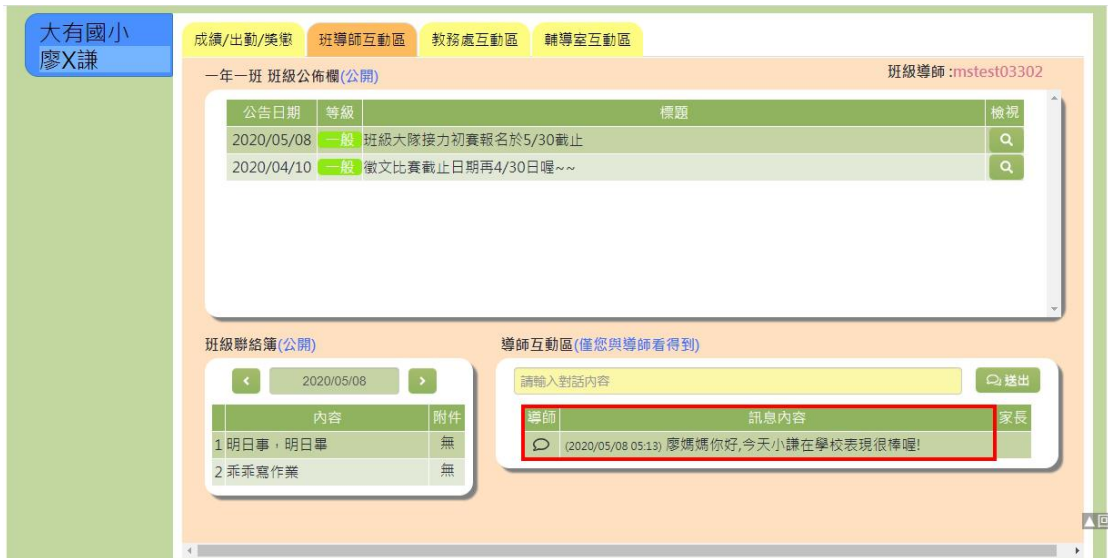 大有國小
廖X謙
成績/出勤/獎懲 班導師互動區 教務處互動區 輔導室互動區
一年一班 班級公佈欄(公開) 班級導師 :mstest03302
公告日期 等級 標題 檢視
2020/05/08 一般 班級大隊接力初賽報名於5/30截止
2020/04/10 一般 徵文比賽截止日期再4/30日喔~~
班級聯絡簿(公開) 導師互動區(僅您與導師看得到)
2020/05/08 請輸入對話內容 送出
內容 附件 導師 訊息內容 家長
1 明日事，明日畢 無 (2020/05/08 05:13) 廖媽媽你好,今天小謙在學校表現很棒喔!
2 乖乖寫作業 無